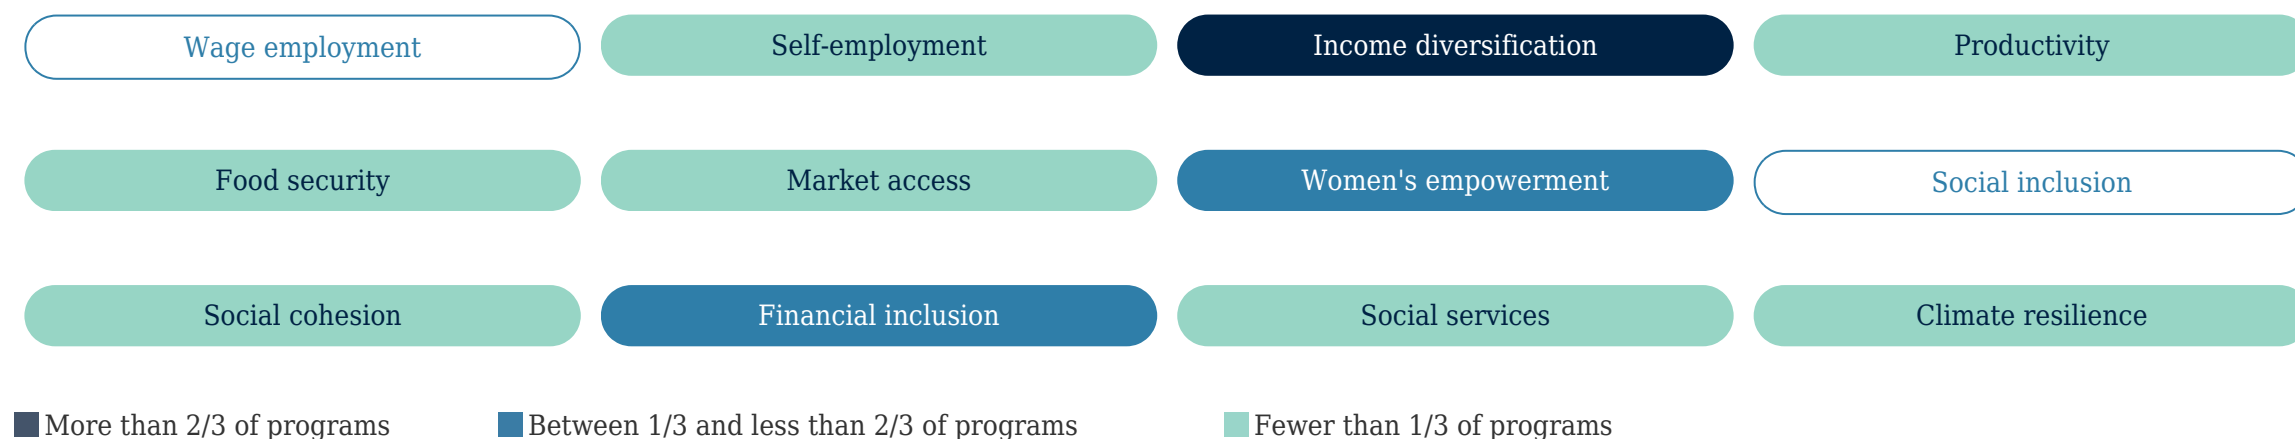 Wage employment
Self-employment
Income diversification
Productivity
Food security
Market access
Women's empowerment
Social inclusion
Social cohesion
Financial inclusion
Social services
Climate resilience
More than 2/3 of programs
Between 1/3 and less than 2/3 of programs
Fewer than 1/3 of programs